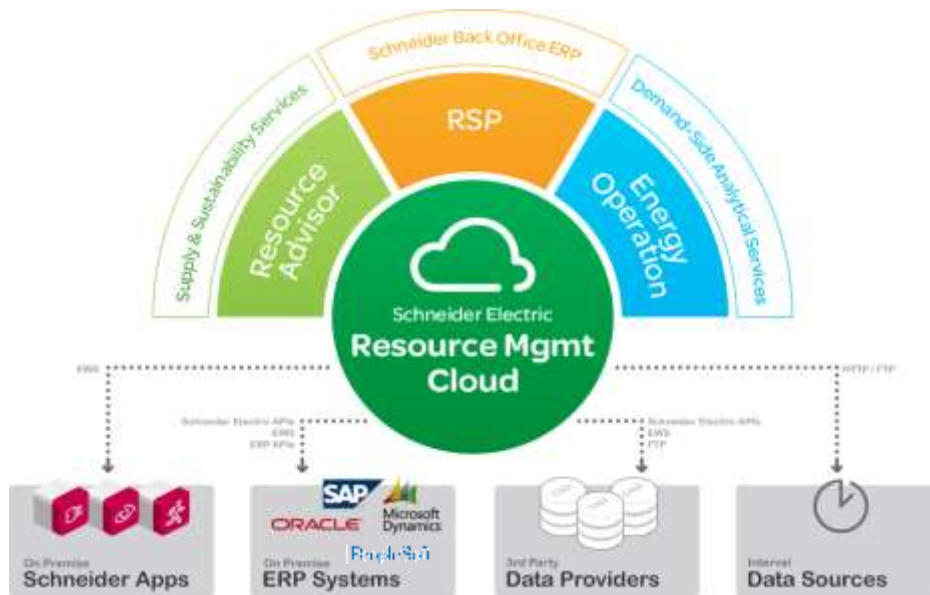 Schneider Back Office ERP
Supply & Sustainability Services
Demand-Side Analytical Services
RSP
Resource
Advisor
Energy
Operation
Schneider Electric
Resource Mgmt
Cloud
EWS
HTTP / FTP
Schneider Electric APIs
EWS
ERP APIs
Schneider Electric APIs
EWS
FTP
SAP
ORACLE
Microsoft
Dynamics
PeopleSoft
On Premise
Schneider Apps
On Premise
ERP Systems
3rd Party
Data Providers
Interval
Data Sources